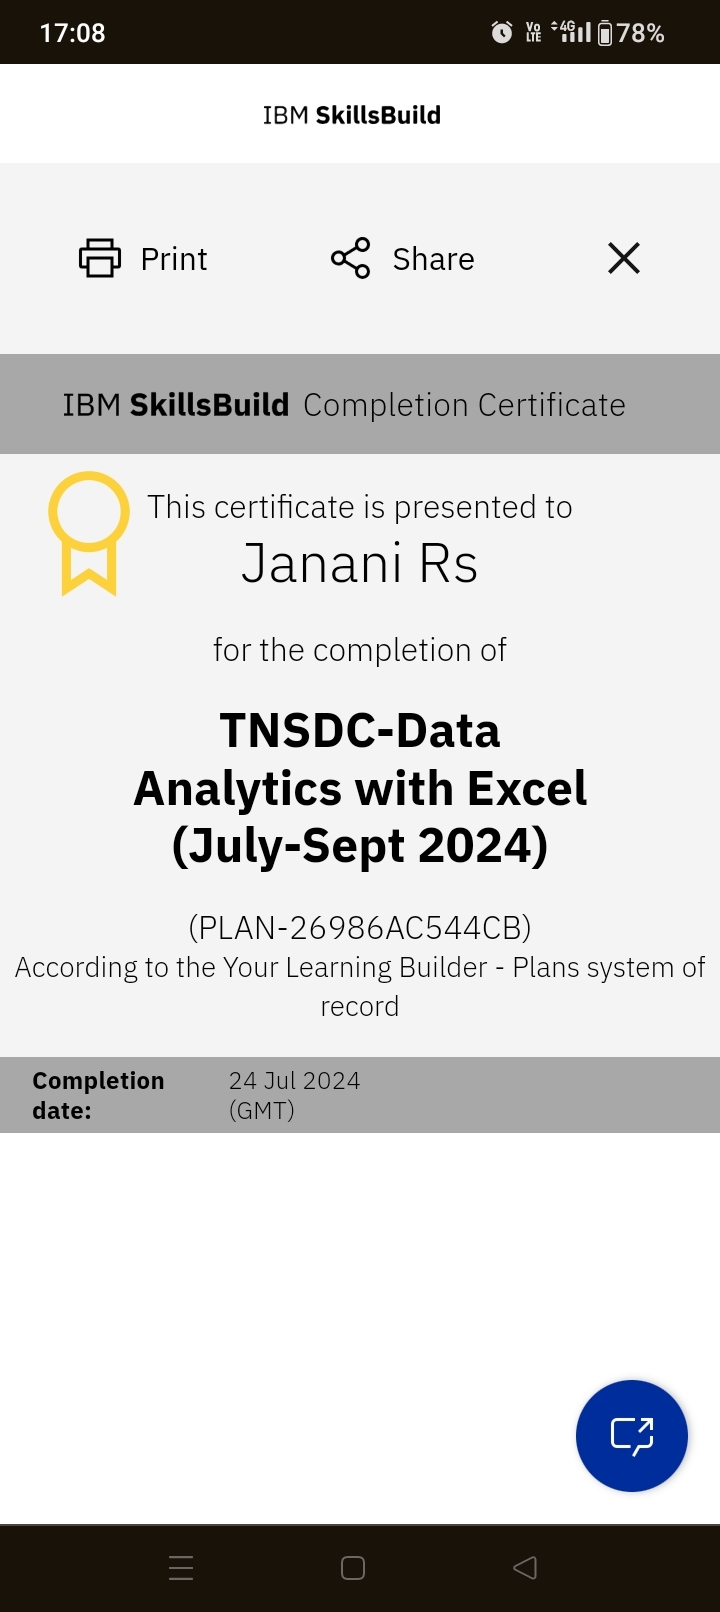 17:08 Vo LTE 4G 78%
IBM SkillsBuild
Print Share
IBM SkillsBuild Completion Certificate
This certificate is presented to
Janani Rs
for the completion of
TNSDC-Data
Analytics with Excel
(July-Sept 2024)
(PLAN-26986AC544CB)
According to the Your Learning Builder - Plans system of
record
Completion 24 Jul 2024
date: (GMT)